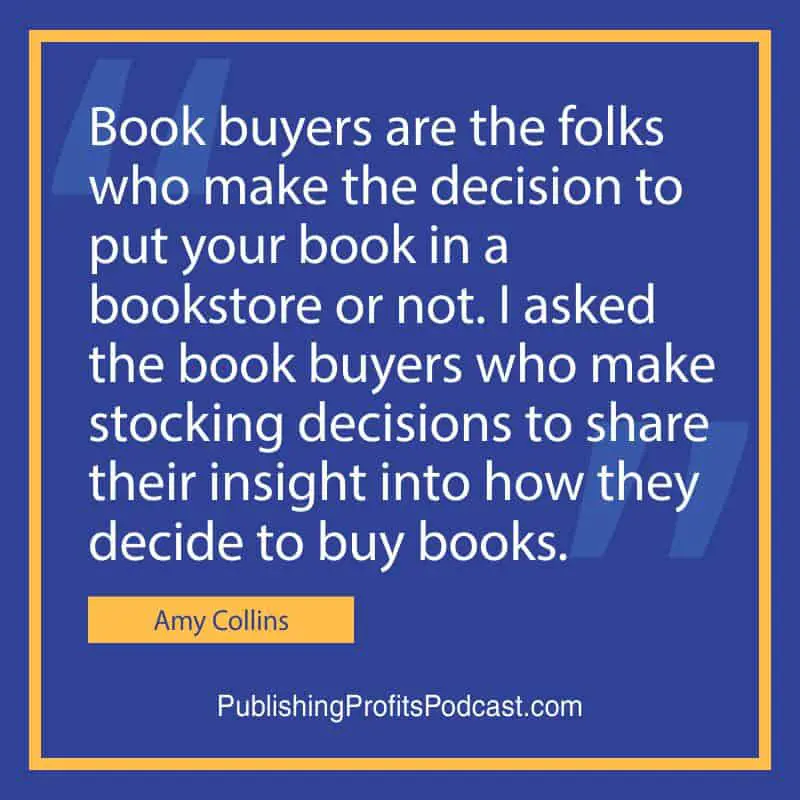 Book buyers are the folks
who make the decision to
put your book in a
bookstore or not. I asked
the book buyers who make
stocking decisions to share
their insight into how they
decide to buy books.
Amy Collins
PublishingProfitsPodcast.com